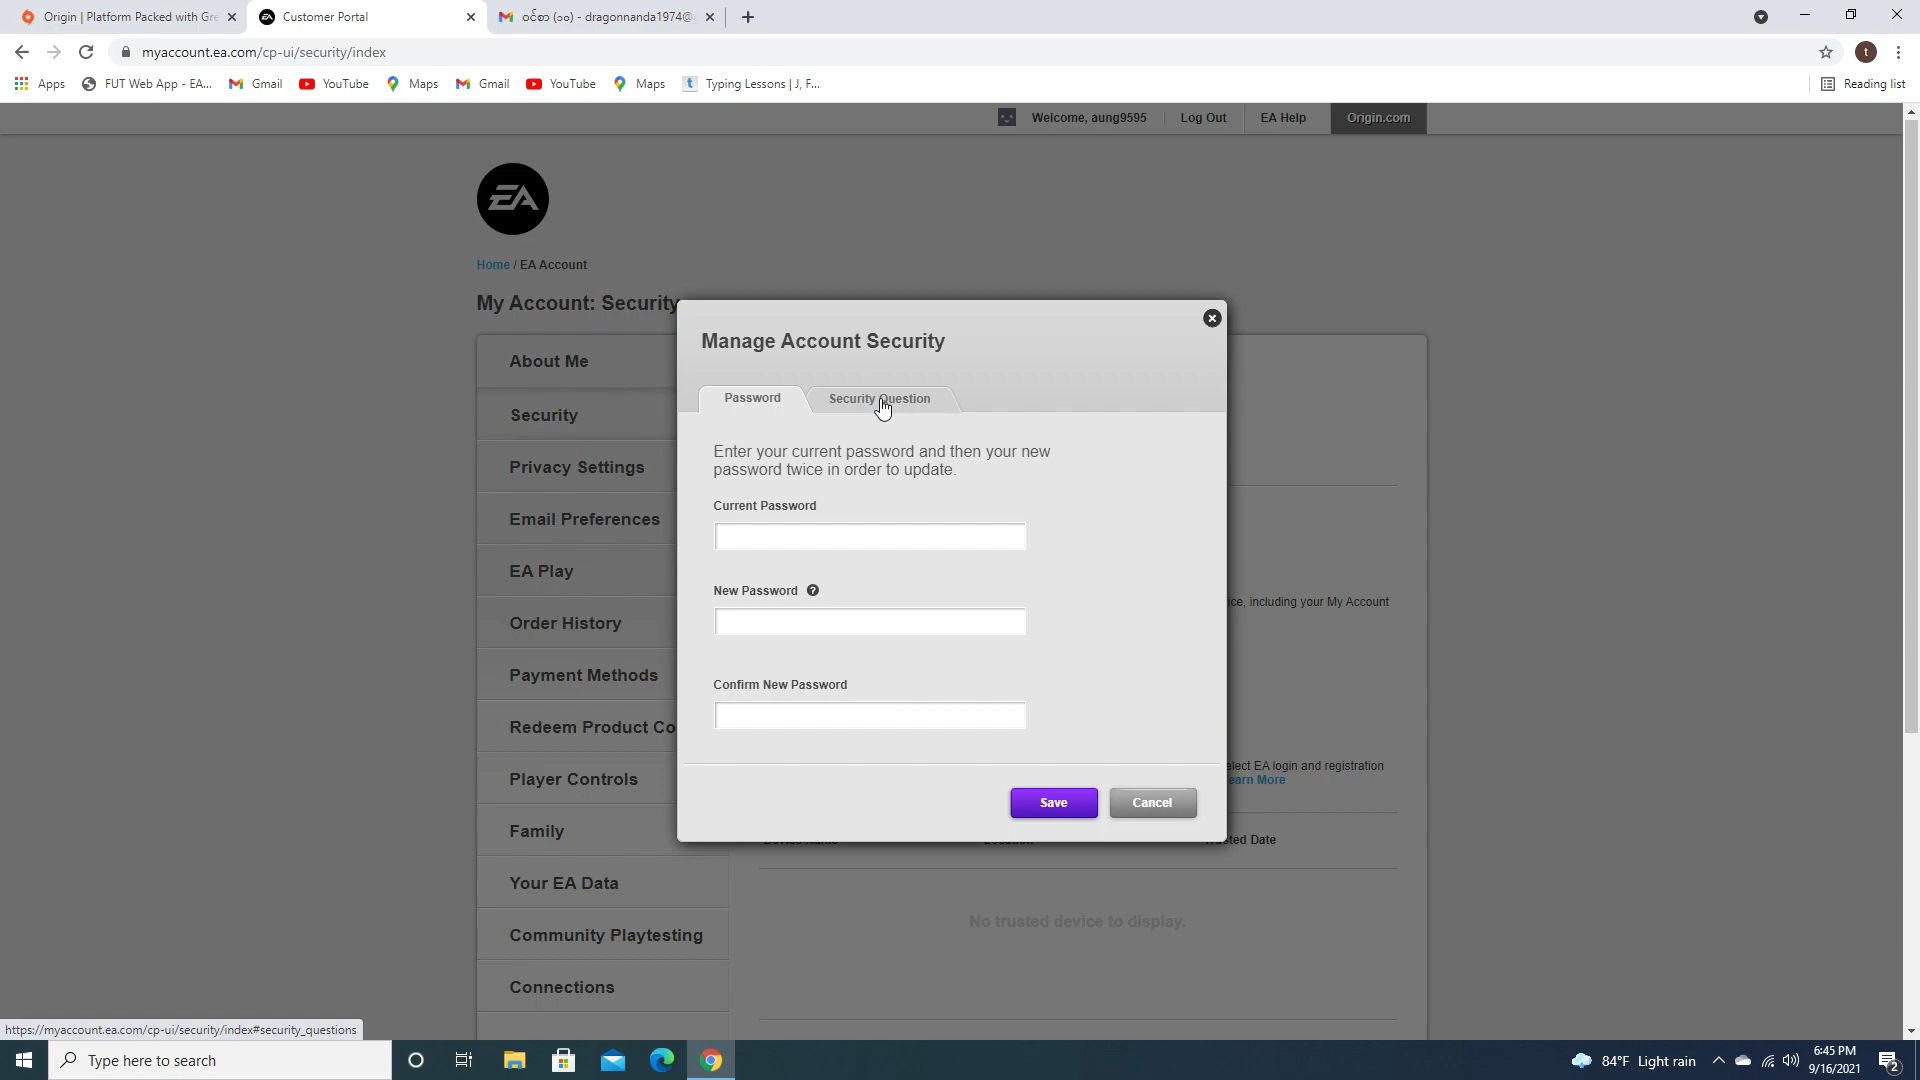 Origin | Platform Packed with Gre
Customer Portal
ဝင်စာ (၁၀) - dragonnanda1974@
myaccount.ea.com/cp-ui/security/index
t
Apps
FUT Web App - EA...
Gmail
YouTube
Maps
Gmail
YouTube
Maps
t
Typing Lessons | J, F...
Reading list
Welcome, aung9595
Log Out
EA Help
Origin.com
EA
Home / EA Account
My Account: Security
About Me
Security
Privacy Settings
Email Preferences
EA Play
Order History
Payment Methods
Redeem Product Co
Player Controls
Family
Your EA Data
Community Playtesting
Connections
Manage Account Security
Password
Security Question
Enter your current password and then your new
password twice in order to update.
Current Password
New Password
Confirm New Password
Save
Cancel
ice, including your My Account
elect EA login and registration
earn More
sted Date
No trusted device to display.
https://myaccount.ea.com/cp-ui/security/index#security_questions
Type here to search
84°F Light rain
6:45 PM
9/16/2021
2